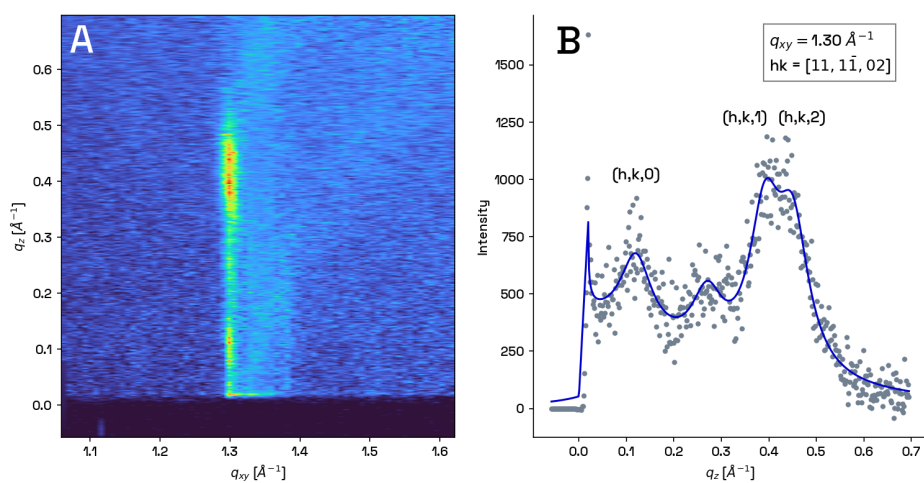 A
0.6
0.5
0.4
0.3
0.2
0.1
0.0
q_z [Å⁻¹]
1.1
1.2
1.3
1.4
1.5
1.6
q_xy [Å⁻¹]
B
q_xy = 1.30 Å⁻¹
hk = [11, 11̄, 02]
(h,k,0)
(h,k,1)
(h,k,2)
1500
1250
1000
750
500
250
0
Intensity
0.0
0.1
0.2
0.3
0.4
0.5
0.6
0.7
q_z [Å⁻¹]